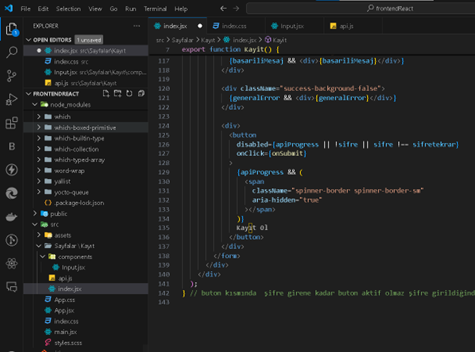 File Edit Selection View Go Run Terminal Help
frontendReact
EXPLORER
OPEN EDITORS 1 unsaved
index.jsx src\Sayfalar\Kayit
index.css src
Input.jsx src\Sayfalar\Kayit\comp...
api.js src\Sayfalar\Kayit
FRONTENDREACT
node_modules
which
which-boxed-primitive
which-builtin-type
which-collection
which-typed-array
word-wrap
yallist
yocto-queue
.package-lock.json
public
src
assets
Sayfalar \ Kayit
components
Input.jsx
api.js
index.jsx
App.css
App.jsx
index.css
main.jsx
styles.scss
index.jsx index.css Input.jsx api.js
src > Sayfalar > Kayit > index.jsx > Kayit
7 export function Kayit() {
117 {basariliMesaj && <div>{basariliMesaj}</div>}
118 </div>
119
120 <div className="success-background-false">
121 {generalError && <div>{generalError}</div>}
122 </div>
123
124 <div>
125 <button
126 disabled={apiProgress || !sifre || sifre !== sifretekrar}
127 onClick={onSubmit}
128 >
129 {apiProgress && (
130 <span
131 className="spinner-border spinner-border-sm"
132 aria-hidden="true"
133 ></span>
134 )}
135 Kayıt Ol
136 </button>
137 </div>
138 </form>
139 </div>
140 </div>
141 );
142 } // buton kısmında şifre girene kadar buton aktif olmaz şifre girildiğind
143